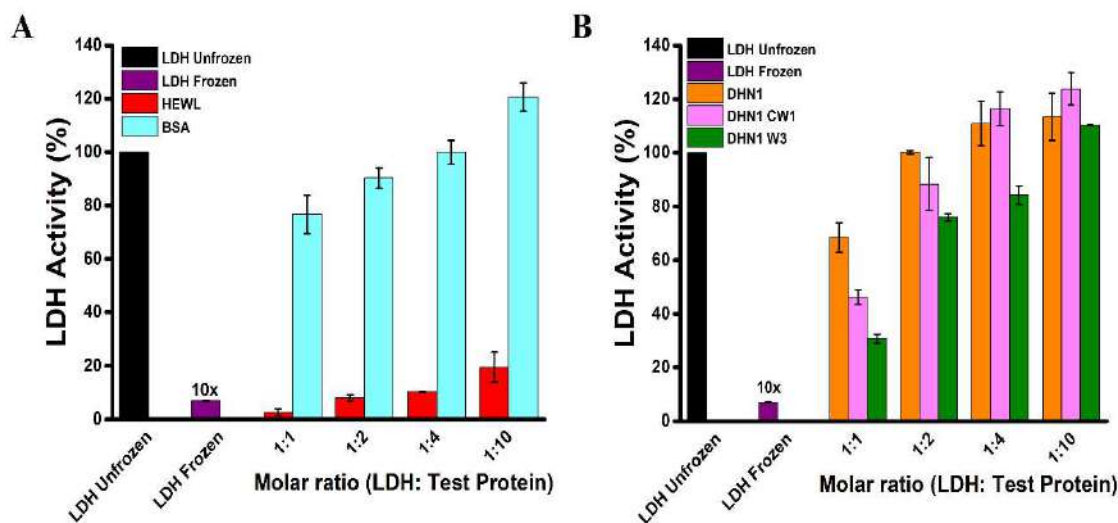 A
LDH Activity (%)
140
120
100
80
60
40
20
0
LDH Unfrozen
LDH Frozen
HEWL
BSA
10x
LDH Unfrozen
LDH Frozen
1:1
1:2
1:4
1:10
Molar ratio (LDH: Test Protein)
B
LDH Activity (%)
140
120
100
80
60
40
20
0
LDH Unfrozen
LDH Frozen
DHN1
DHN1 CW1
DHN1 W3
10x
LDH Unfrozen
LDH Frozen
1:1
1:2
1:4
1:10
Molar ratio (LDH: Test Protein)